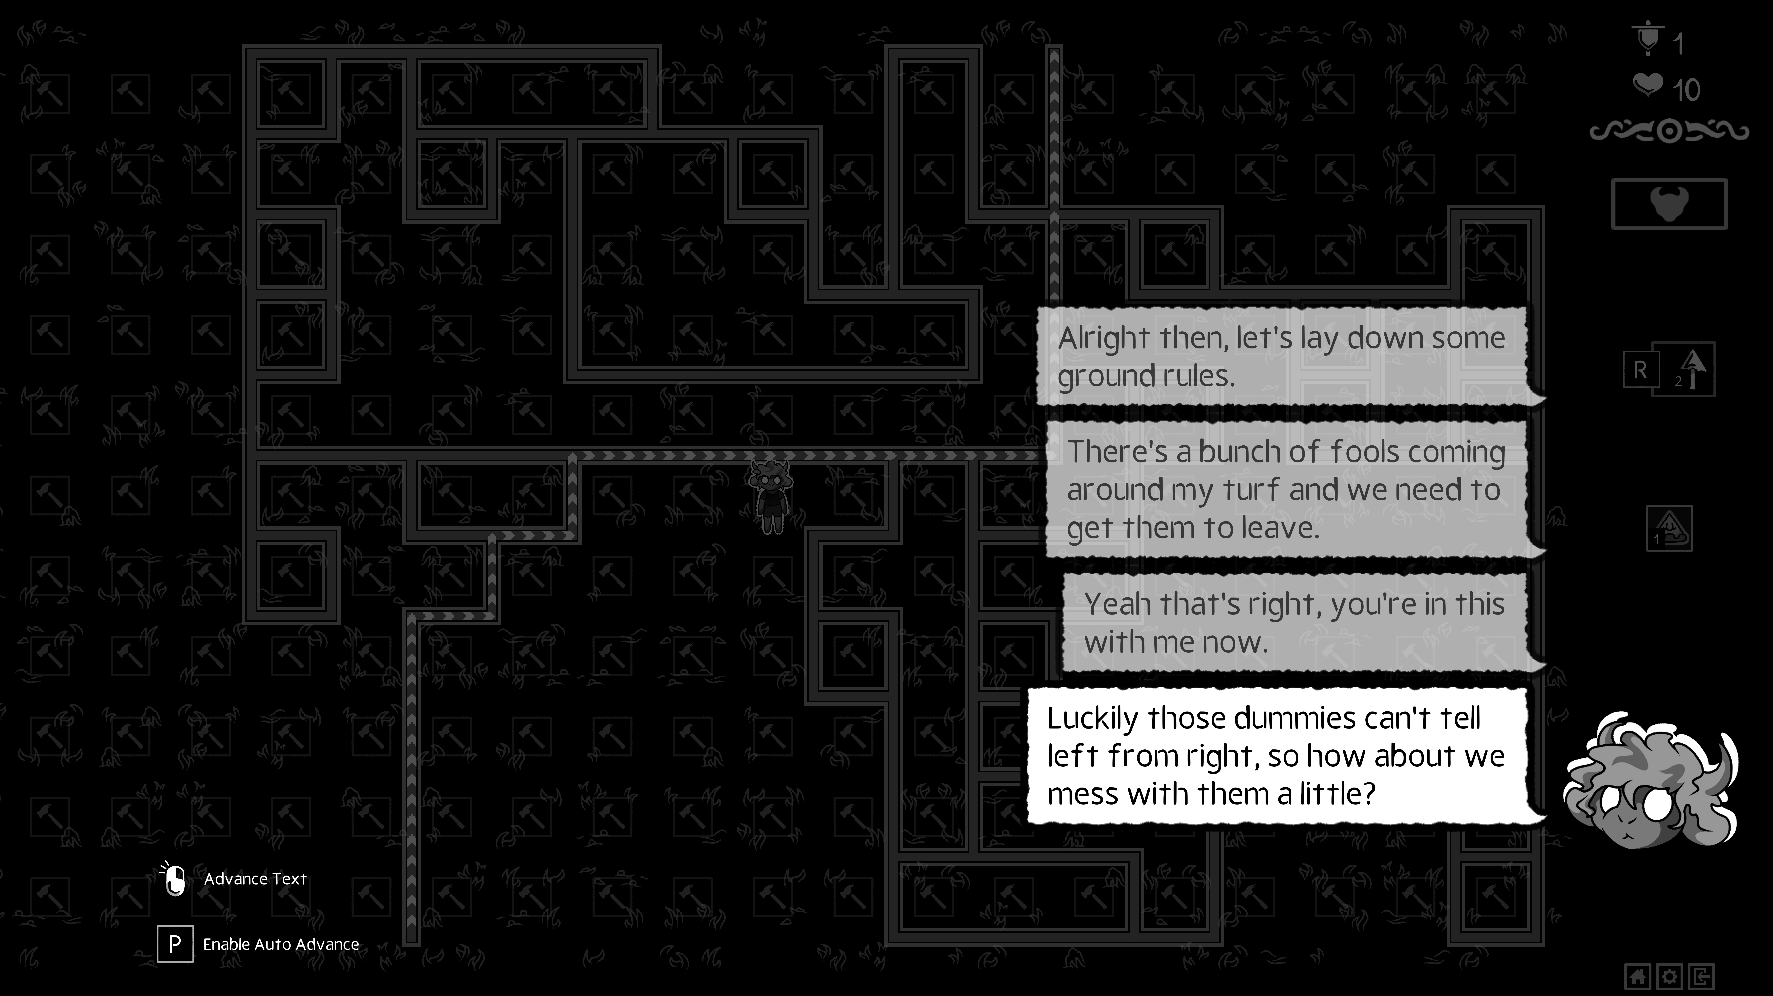 1
10
Alright then, let's lay down some
ground rules.
There's a bunch of fools coming
around my turf and we need to
get them to leave.
Yeah that's right, you're in this
with me now.
Luckily those dummies can't tell
left from right, so how about we
mess with them a little?
R
2
1
Advance Text
P
Enable Auto Advance